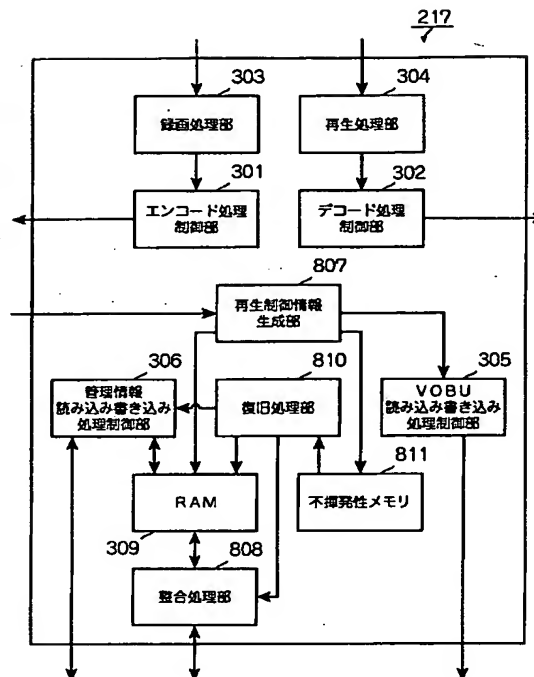 217
303
304
録画処理部
再生処理部
301
302
エンコード処理
制御部
デコード処理
制御部
807
再生制御情報
生成部
306
810
305
管理情報
読み込み書き込み
処理制御部
復旧処理部
VOBU
読み込み書き込み
処理制御部
811
RAM
不揮発性メモリ
309
808
整合処理部